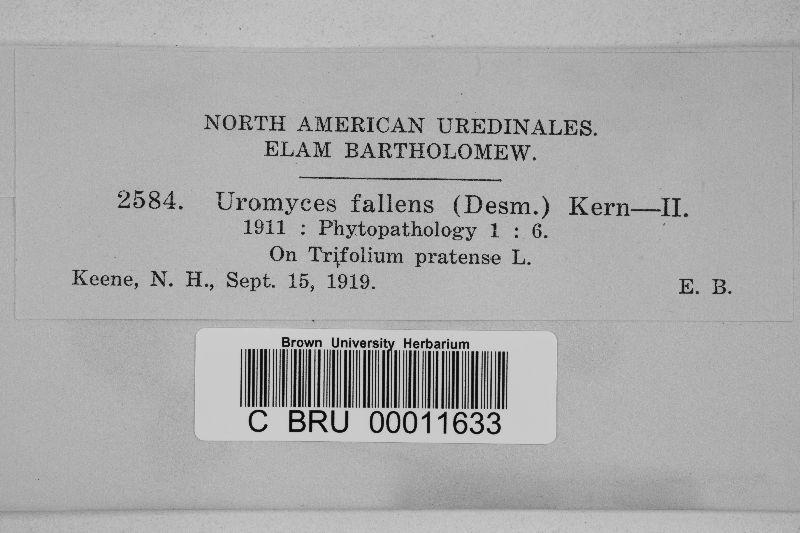 NORTH AMERICAN UREDINALES.
ELAM BARTHOLOMEW.
2584. Uromyces fallens (Desm.) Kern—II.
1911 : Phytopathology 1 : 6.
On Trifolium pratense L.
Keene, N. H., Sept. 15, 1919. E. B.
Brown University Herbarium
C BRU 00011633